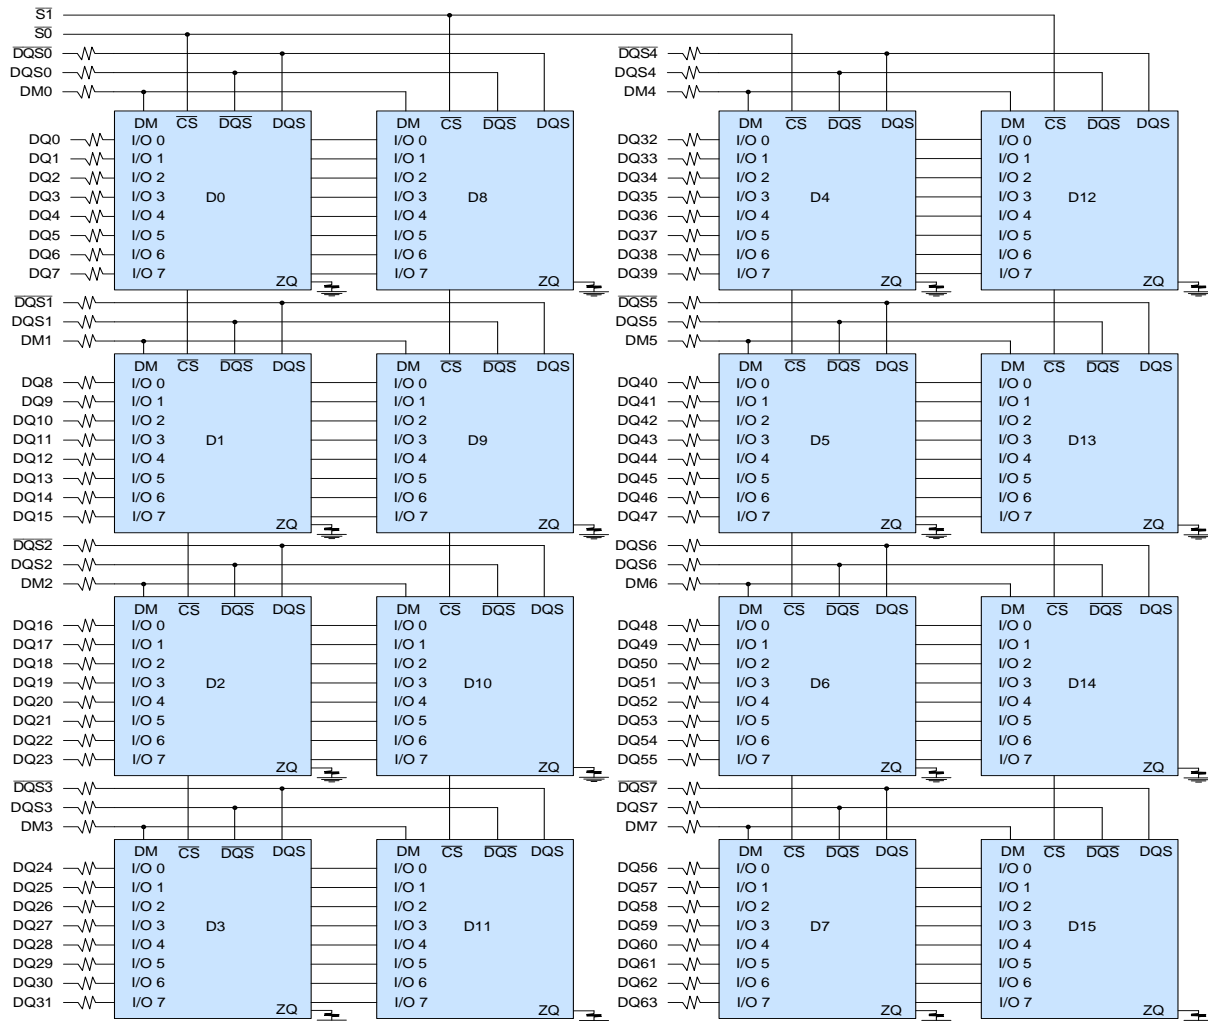 S1
S0
DQS0 DQS4
DQS0 DQS4
DM0 DM4
DM CS DQS DQS DM CS DQS DQS DM CS DQS DQS DM CS DQS DQS
DQ0 I/O 0 I/O 0 DQ32 I/O 0 I/O 0
DQ1 I/O 1 I/O 1 DQ33 I/O 1 I/O 1
DQ2 I/O 2 I/O 2 DQ34 I/O 2 I/O 2
DQ3 I/O 3 D0 I/O 3 D8 DQ35 I/O 3 D4 I/O 3 D12
DQ4 I/O 4 I/O 4 DQ36 I/O 4 I/O 4
DQ5 I/O 5 I/O 5 DQ37 I/O 5 I/O 5
DQ6 I/O 6 I/O 6 DQ38 I/O 6 I/O 6
DQ7 I/O 7 I/O 7 DQ39 I/O 7 I/O 7
ZQ ZQ ZQ ZQ
DQS1 DQS5
DQS1 DQS5
DM1 DM5
DM CS DQS DQS DM CS DQS DQS DM CS DQS DQS DM CS DQS DQS
DQ8 I/O 0 I/O 0 DQ40 I/O 0 I/O 0
DQ9 I/O 1 I/O 1 DQ41 I/O 1 I/O 1
DQ10 I/O 2 I/O 2 DQ42 I/O 2 I/O 2
DQ11 I/O 3 D1 I/O 3 D9 DQ43 I/O 3 D5 I/O 3 D13
DQ12 I/O 4 I/O 4 DQ44 I/O 4 I/O 4
DQ13 I/O 5 I/O 5 DQ45 I/O 5 I/O 5
DQ14 I/O 6 I/O 6 DQ46 I/O 6 I/O 6
DQ15 I/O 7 I/O 7 DQ47 I/O 7 I/O 7
ZQ ZQ ZQ ZQ
DQS2 DQS6
DQS2 DQS6
DM2 DM6
DM CS DQS DQS DM CS DQS DQS DM CS DQS DQS DM CS DQS DQS
DQ16 I/O 0 I/O 0 DQ48 I/O 0 I/O 0
DQ17 I/O 1 I/O 1 DQ49 I/O 1 I/O 1
DQ18 I/O 2 I/O 2 DQ50 I/O 2 I/O 2
DQ19 I/O 3 D2 I/O 3 D10 DQ51 I/O 3 D6 I/O 3 D14
DQ20 I/O 4 I/O 4 DQ52 I/O 4 I/O 4
DQ21 I/O 5 I/O 5 DQ53 I/O 5 I/O 5
DQ22 I/O 6 I/O 6 DQ54 I/O 6 I/O 6
DQ23 I/O 7 I/O 7 DQ55 I/O 7 I/O 7
ZQ ZQ ZQ ZQ
DQS3 DQS7
DQS3 DQS7
DM3 DM7
DM CS DQS DQS DM CS DQS DQS DM CS DQS DQS DM CS DQS DQS
DQ24 I/O 0 I/O 0 DQ56 I/O 0 I/O 0
DQ25 I/O 1 I/O 1 DQ57 I/O 1 I/O 1
DQ26 I/O 2 I/O 2 DQ58 I/O 2 I/O 2
DQ27 I/O 3 D3 I/O 3 D11 DQ59 I/O 3 D7 I/O 3 D15
DQ28 I/O 4 I/O 4 DQ60 I/O 4 I/O 4
DQ29 I/O 5 I/O 5 DQ61 I/O 5 I/O 5
DQ30 I/O 6 I/O 6 DQ62 I/O 6 I/O 6
DQ31 I/O 7 I/O 7 DQ63 I/O 7 I/O 7
ZQ ZQ ZQ ZQ